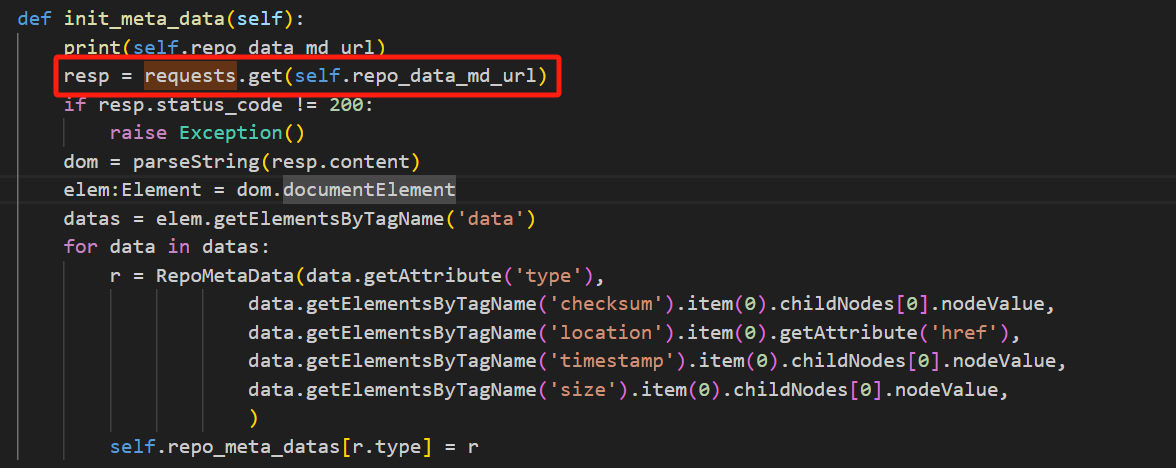 def init_meta_data(self):
print(self.repo_data_md_url)
resp = requests.get(self.repo_data_md_url)
if resp.status_code != 200:
raise Exception()
dom = parseString(resp.content)
elem:Element = dom.documentElement
datas = elem.getElementsByTagName('data')
for data in datas:
r = RepoMetaData(data.getAttribute('type'),
data.getElementsByTagName('checksum').item(0).childNodes[0].nodeValue,
data.getElementsByTagName('location').item(0).getAttribute('href'),
data.getElementsByTagName('timestamp').item(0).childNodes[0].nodeValue,
data.getElementsByTagName('size').item(0).childNodes[0].nodeValue,
)
self.repo_meta_datas[r.type] = r